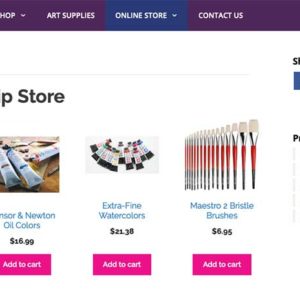 HOP
ART SUPPLIES
ONLINE STORE
CONTACT US
ip Store
nsor & Newton
Oil Colors
$16.99
Add to cart
Extra-Fine
Watercolors
$21.38
Add to cart
Maestro 2 Bristle
Brushes
$6.95
Add to cart